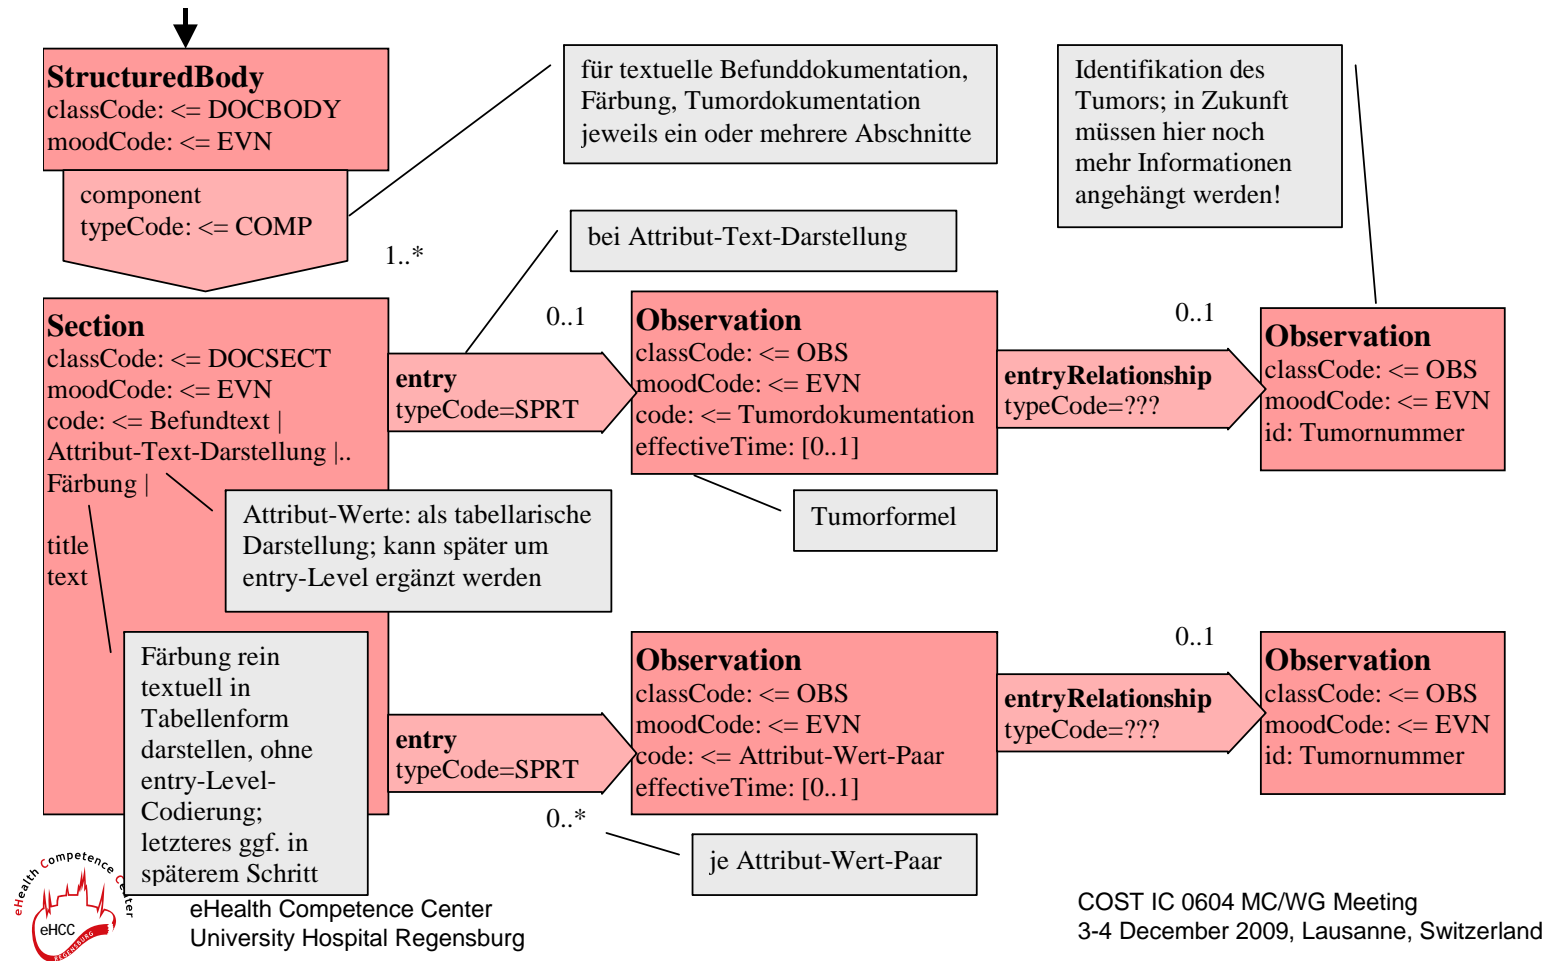 StructuredBody
classCode: <= DOCBODY
moodCode: <= EVN
component
typeCode: <= COMP
1..*
für textuelle Befunddokumentation,
Färbung, Tumordokumentation
jeweils ein oder mehrere Abschnitte
Identifikation des
Tumors; in Zukunft
müssen hier noch
mehr Informationen
angehängt werden!
bei Attribut-Text-Darstellung
Section
classCode: <= DOCSECT
moodCode: <= EVN
code: <= Befundtext |
Attribut-Text-Darstellung |..
Färbung |
title
text
entry
typeCode=SPRT
0..1
Observation
classCode: <= OBS
moodCode: <= EVN
code: <= Tumordokumentation
effectiveTime: [0..1]
entryRelationship
typeCode=???
0..1
Observation
classCode: <= OBS
moodCode: <= EVN
id: Tumornummer
Attribut-Werte: als tabellarische
Darstellung; kann später um
entry-Level ergänzt werden
Tumorformel
Färbung rein
textuell in
Tabellenform
darstellen, ohne
entry-Level-
Codierung;
letzteres ggf. in
späterem Schritt
entry
typeCode=SPRT
0..*
Observation
classCode: <= OBS
moodCode: <= EVN
code: <= Attribut-Wert-Paar
effectiveTime: [0..1]
entryRelationship
typeCode=???
0..1
Observation
classCode: <= OBS
moodCode: <= EVN
id: Tumornummer
je Attribut-Wert-Paar
eHealth Competence Center
eHCC
REGENSBURG
eHealth Competence Center
University Hospital Regensburg
COST IC 0604 MC/WG Meeting
3-4 December 2009, Lausanne, Switzerland